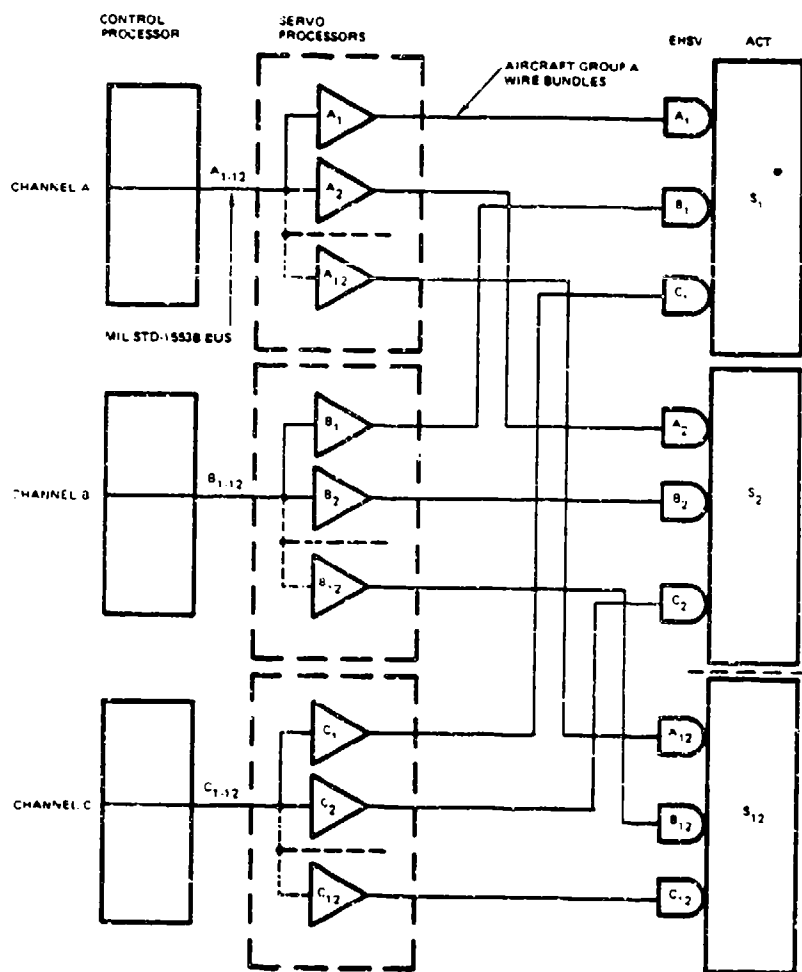 CONTROL
PROCESSOR
SERVO
PROCESSORS
EHSV
ACT
AIRCRAFT GROUP A
WIRE BUNDLES
CHANNEL A
A1-12
MIL STD-1553B BUS
A1
A2
A12
A1
B1
C1
S1
CHANNEL B
B1-12
B1
B2
B12
A2
B2
C2
S2
CHANNEL C
C1-12
C1
C2
C12
A12
B12
C12
S12